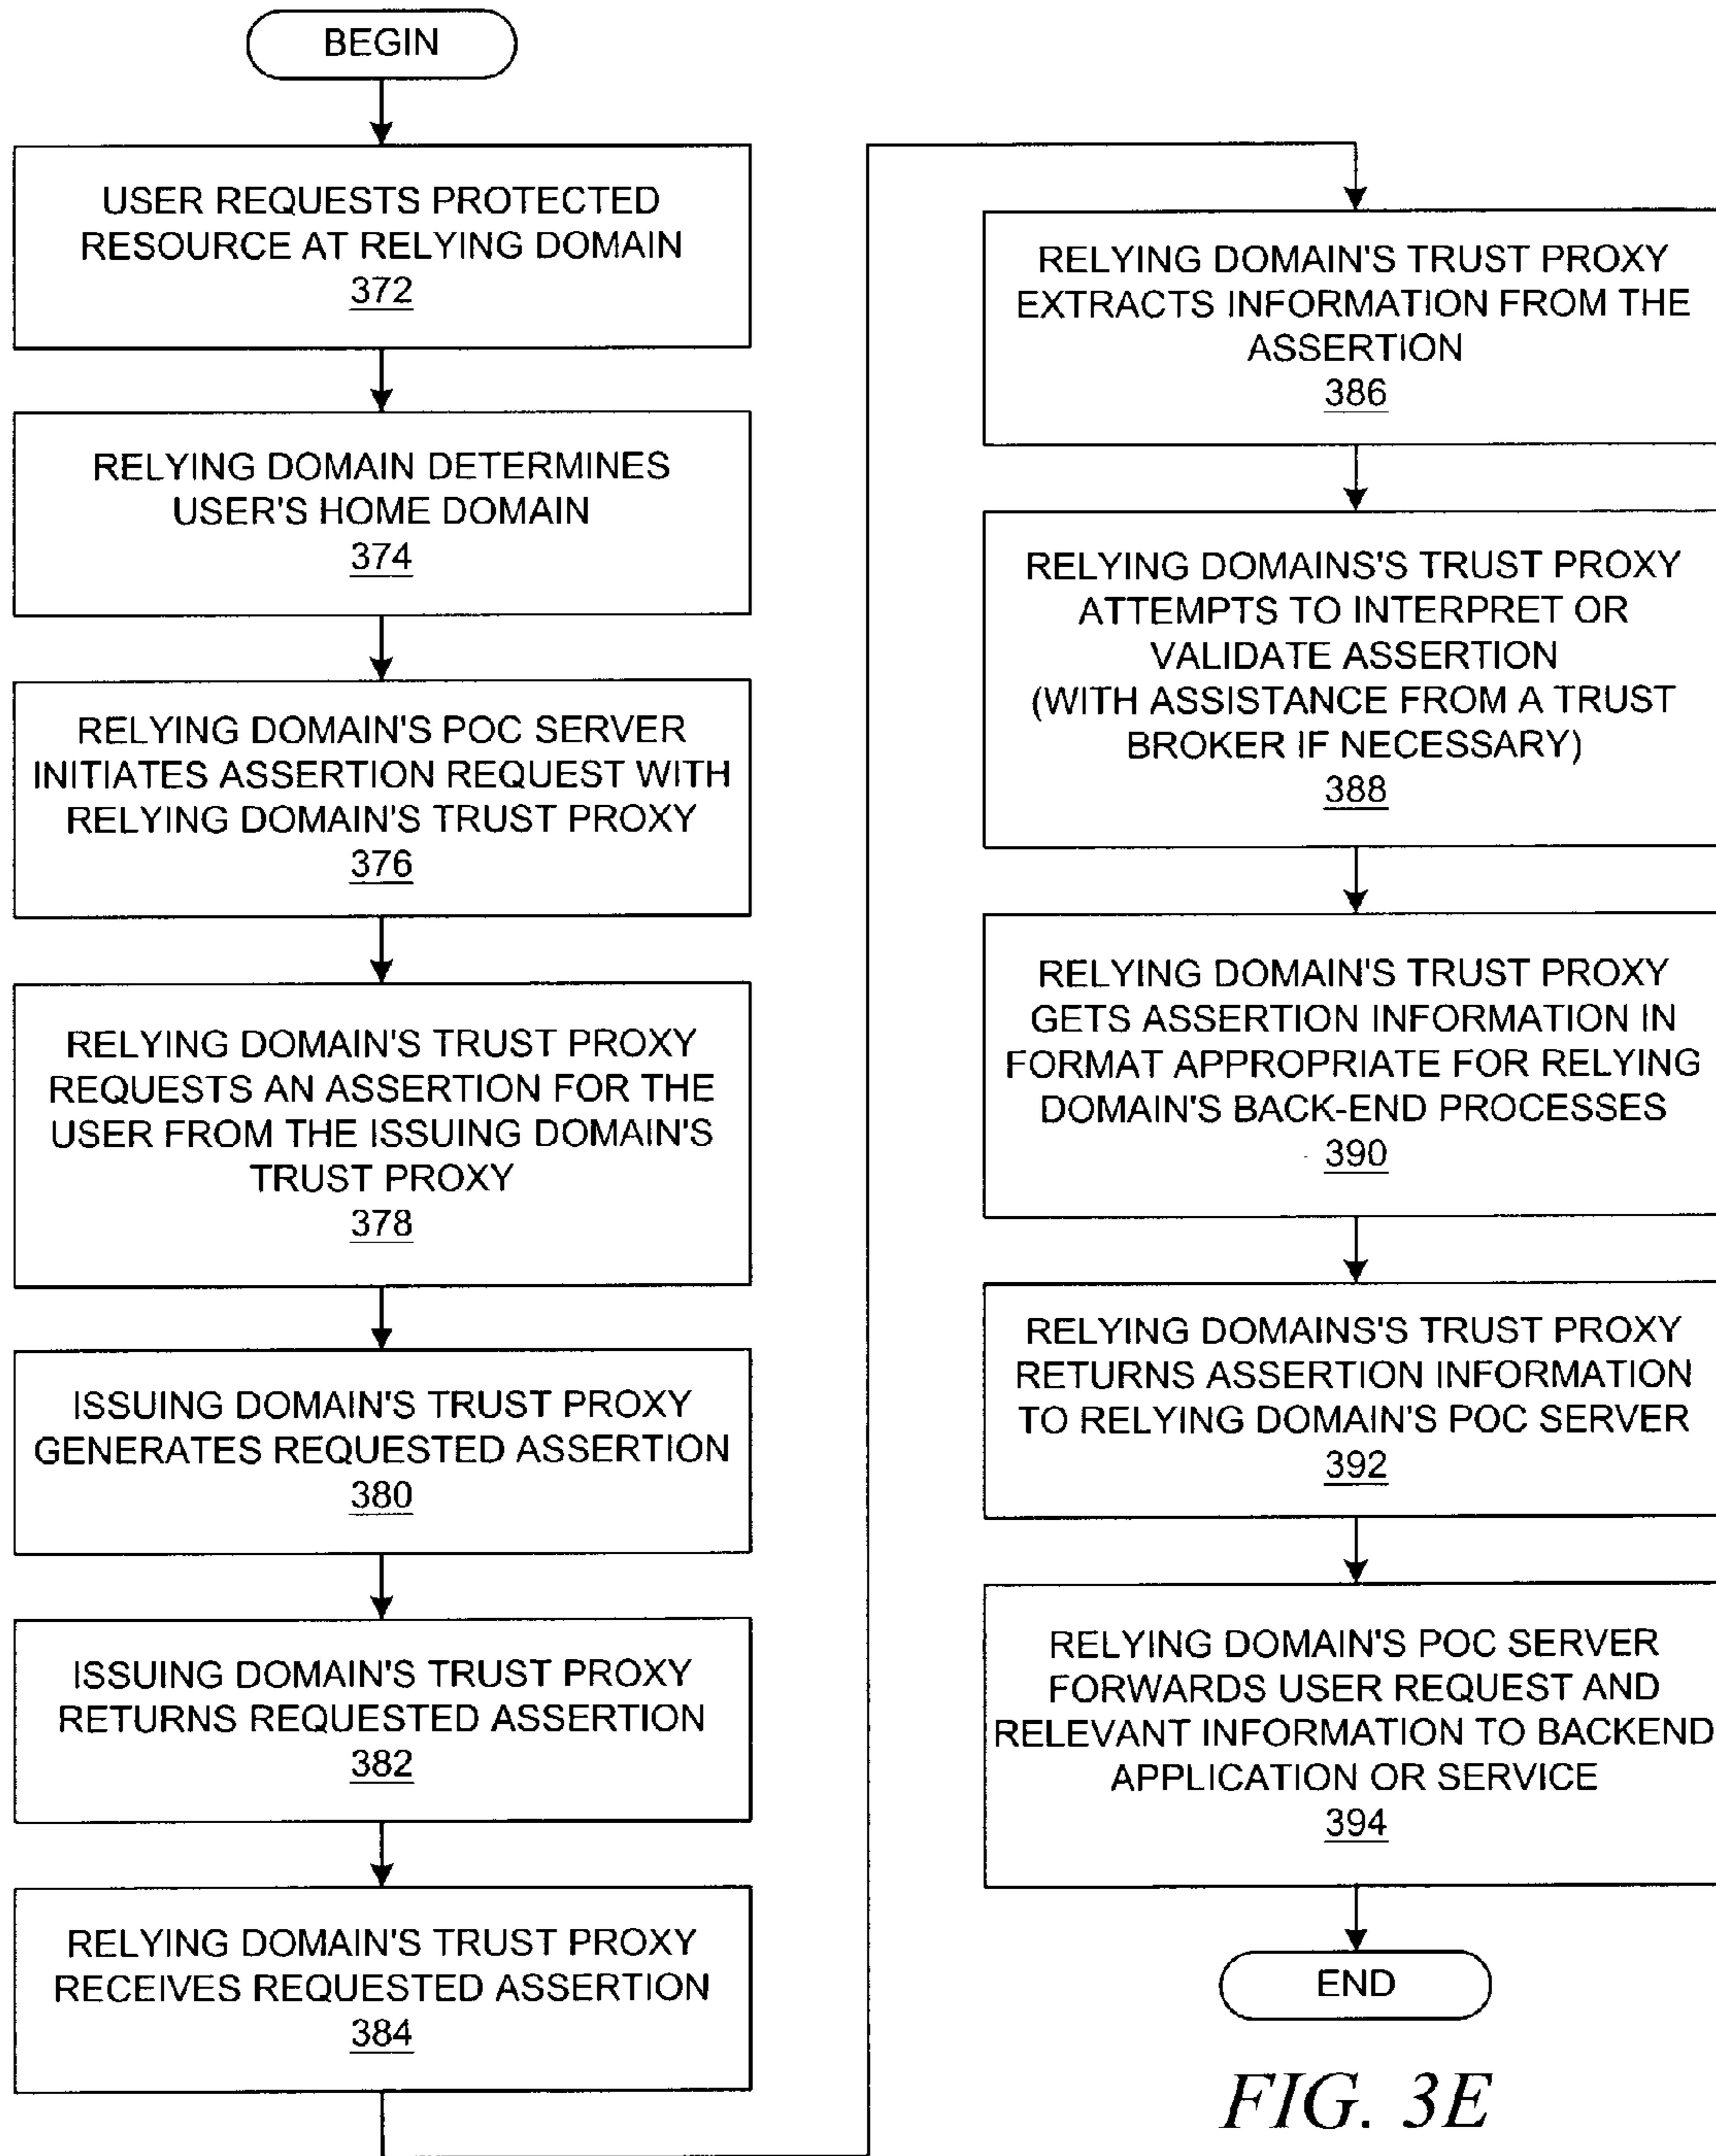 BEGIN
USER REQUESTS PROTECTED
RESOURCE AT RELYING DOMAIN
372
RELYING DOMAIN DETERMINES
USER'S HOME DOMAIN
374
RELYING DOMAIN'S POC SERVER
INITIATES ASSERTION REQUEST WITH
RELYING DOMAIN'S TRUST PROXY
376
RELYING DOMAIN'S TRUST PROXY
REQUESTS AN ASSERTION FOR THE
USER FROM THE ISSUING DOMAIN'S
TRUST PROXY
378
ISSUING DOMAIN'S TRUST PROXY
GENERATES REQUESTED ASSERTION
380
ISSUING DOMAIN'S TRUST PROXY
RETURNS REQUESTED ASSERTION
382
RELYING DOMAIN'S TRUST PROXY
RECEIVES REQUESTED ASSERTION
384
RELYING DOMAIN'S TRUST PROXY
EXTRACTS INFORMATION FROM THE
ASSERTION
386
RELYING DOMAINS'S TRUST PROXY
ATTEMPTS TO INTERPRET OR
VALIDATE ASSERTION
(WITH ASSISTANCE FROM A TRUST
BROKER IF NECESSARY)
388
RELYING DOMAIN'S TRUST PROXY
GETS ASSERTION INFORMATION IN
FORMAT APPROPRIATE FOR RELYING
DOMAIN'S BACK-END PROCESSES
390
RELYING DOMAINS'S TRUST PROXY
RETURNS ASSERTION INFORMATION
TO RELYING DOMAIN'S POC SERVER
392
RELYING DOMAIN'S POC SERVER
FORWARDS USER REQUEST AND
RELEVANT INFORMATION TO BACKEND
APPLICATION OR SERVICE
394
END
FIG. 3E